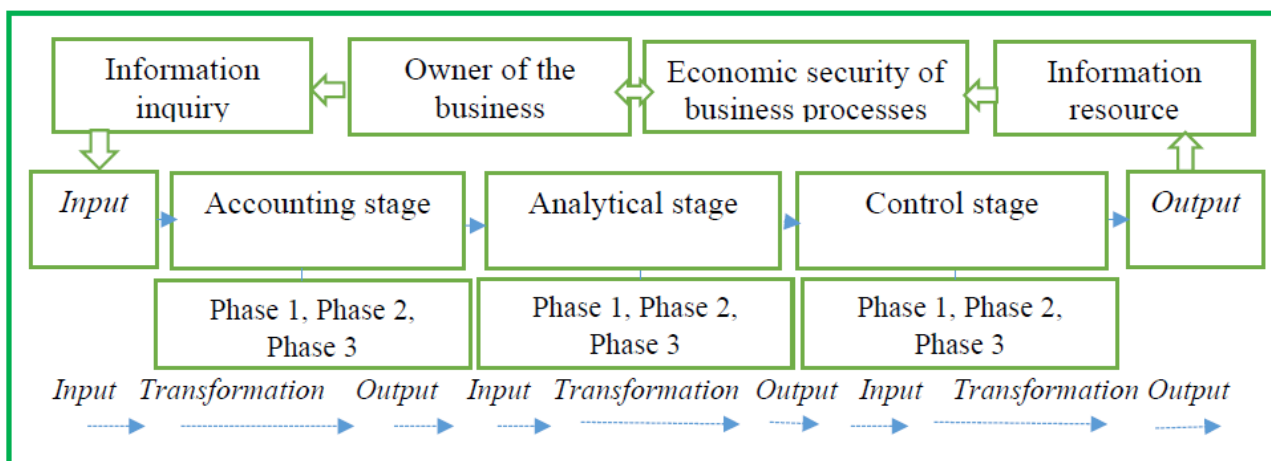 Information
inquiry
Owner of the
business
Economic security of
business processes
Information
resource
Input
Accounting stage
Analytical stage
Control stage
Output
Phase 1, Phase 2,
Phase 3
Phase 1, Phase 2,
Phase 3
Phase 1, Phase 2,
Phase 3
Input Transformation Output Input Transformation Output Input Transformation Output